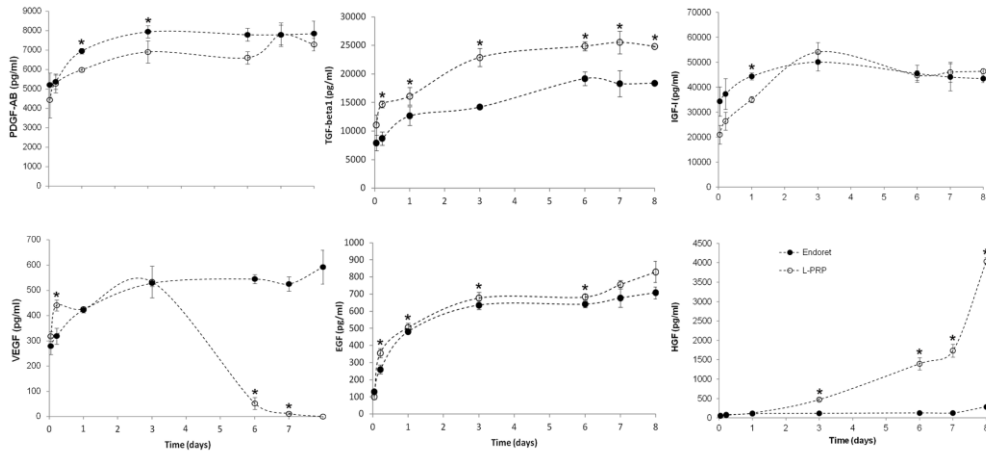 PDGF-AB (pg/ml)
9000
8000
7000
6000
5000
4000
3000
2000
1000
0
* *
0 1 2 3 4 5 6 7 8
TGF-beta1 (pg/ml)
30000
25000
20000
15000
10000
5000
0
* * * * * *
0 1 2 3 4 5 6 7 8
Time (days)
IGF-I (pg/ml)
70000
60000
50000
40000
30000
20000
10000
0
*
0 1 2 3 4 5 6 7 8
VEGF (pg/ml)
700
600
500
400
300
200
100
0
* * *
0 1 2 3 4 5 6 7
Time (days)
EGF (pg/ml)
1000
900
800
700
600
500
400
300
200
100
0
* * * *
0 1 2 3 4 5 6 7 8
Time (days)
HGF (pg/ml)
4500
4000
3500
3000
2500
2000
1500
1000
500
0
Endoret
L-PRP
* * * *
0 1 2 3 4 5 6 7 8
Time (days)